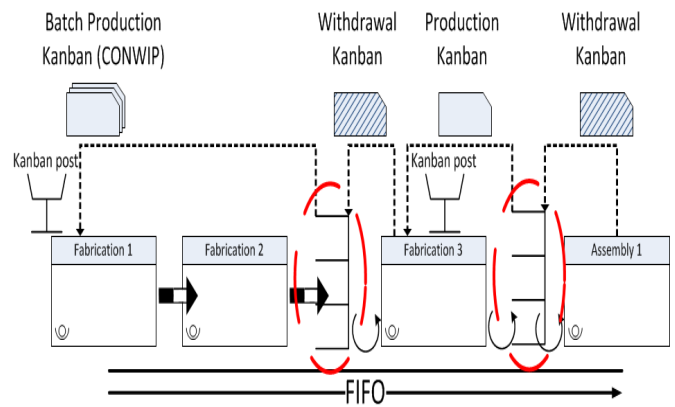 Batch Production
Kanban (CONWIP)
Withdrawal
Kanban
Production
Kanban
Withdrawal
Kanban
Kanban post
Kanban post
Fabrication 1
Fabrication 2
Fabrication 3
Assembly 1
FIFO